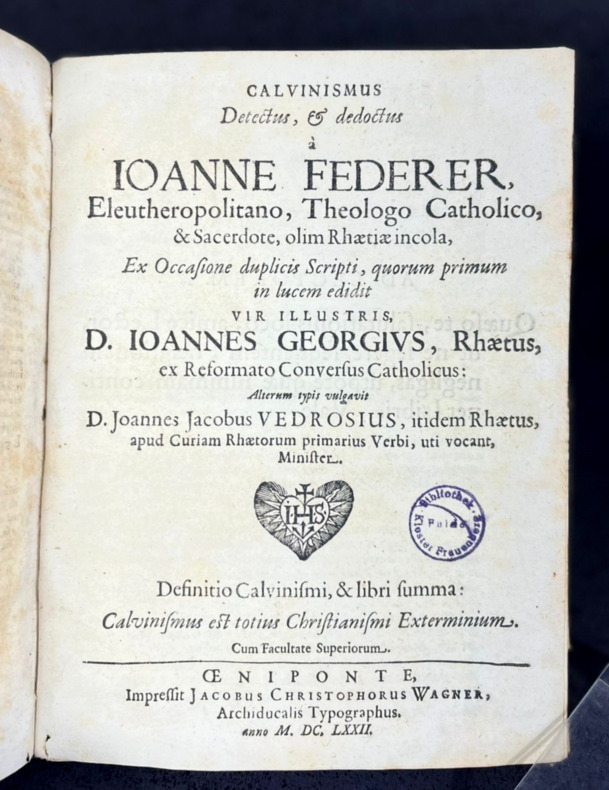 CALVINISMUS
Detectus, & dedoctus
à
IOANNE FEDERER,
Eleutheropolitano, Theologo Catholico,
& Sacerdote, olim Rhætiæ incola,
Ex Occaſione duplicis Scripti, quorum primum
in lucem edidit
VIR ILLUSTRIS,
D. IOANNES GEORGIVS, Rhætus,
ex Reformato Converſus Catholicus:
Alterum typis vulgavit
D. Joannes Jacobus VEDROSIUS, itidem Rhætus,
apud Curiam Rhætorum primarius Verbi, uti vocant,
Miniſter.
IHS
Bibliothek
Fulda
Kloster Frauenberg
Definitio Calviniſmi, & libri ſumma:
Calviniſmus eſt totius Chriſtianiſmi Exterminium.
Cum Facultate Superiorum.
ŒNIPONTE,
Impreſſit JACOBUS CHRISTOPHORUS WAGNER,
Archiducalis Typographus.
anno M. DC. LXXII.